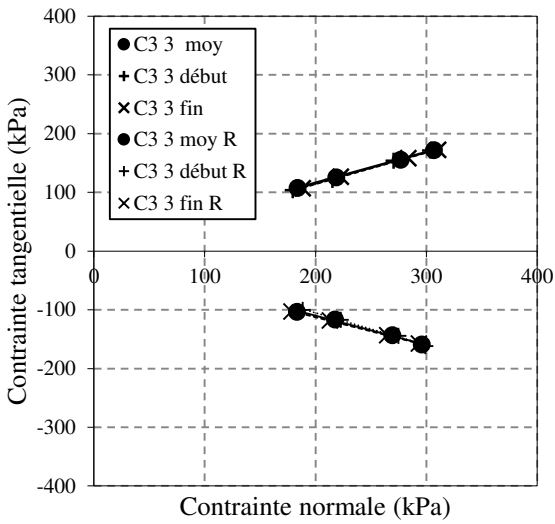 400
300
200
100
0
-100
-200
-300
-400
Contrainte tangentielle (kPa)
C3 3 moy
C3 3 début
C3 3 fin
C3 3 moy R
C3 3 début R
C3 3 fin R
0 100 200 300 400
Contrainte normale (kPa)